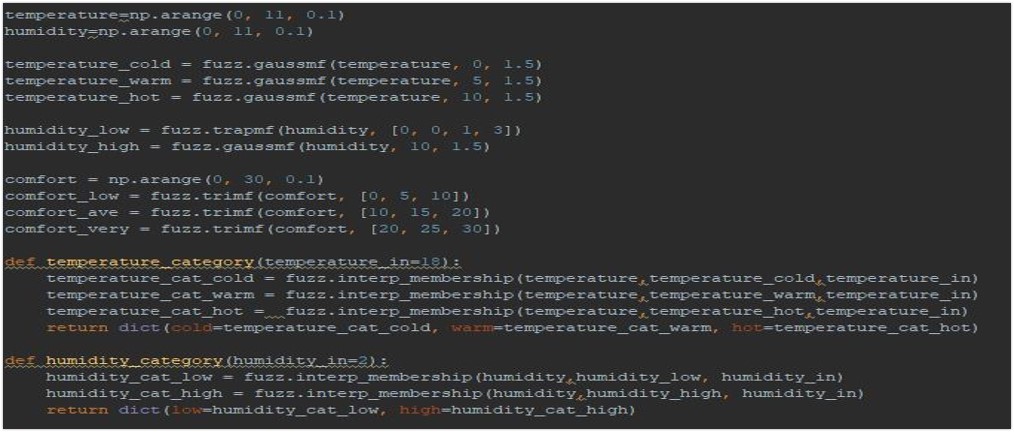 temperature=np.arange(0, 11, 0.1)
humidity=np.arange(0, 11, 0.1)

temperature_cold = fuzz.gaussmf(temperature, 0, 1.5)
temperature_warm = fuzz.gaussmf(temperature, 5, 1.5)
temperature_hot = fuzz.gaussmf(temperature, 10, 1.5)

humidity_low = fuzz.trapmf(humidity, [0, 0, 1, 3])
humidity_high = fuzz.gaussmf(humidity, 10, 1.5)

comfort = np.arange(0, 30, 0.1)
comfort_low = fuzz.trimf(comfort, [0, 5, 10])
comfort_ave = fuzz.trimf(comfort, [10, 15, 20])
comfort_very = fuzz.trimf(comfort, [20, 25, 30])

def temperature_category(temperature_in=18):
    temperature_cat_cold = fuzz.interp_membership(temperature,temperature_cold,temperature_in)
    temperature_cat_warm = fuzz.interp_membership(temperature,temperature_warm,temperature_in)
    temperature_cat_hot =  fuzz.interp_membership(temperature,temperature_hot,temperature_in)
    return dict(cold=temperature_cat_cold, warm=temperature_cat_warm, hot=temperature_cat_hot)

def humidity_category(humidity_in=2):
    humidity_cat_low = fuzz.interp_membership(humidity,humidity_low, humidity_in)
    humidity_cat_high = fuzz.interp_membership(humidity,humidity_high, humidity_in)
    return dict(low=humidity_cat_low, high=humidity_cat_high)